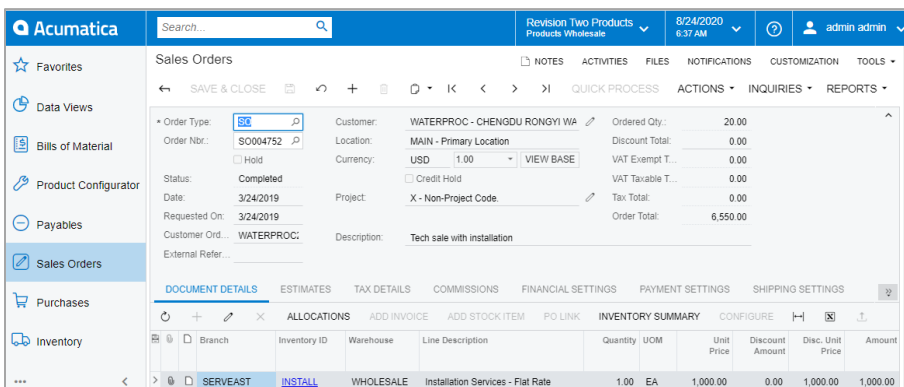 Acumatica
Search...
Revision Two Products
Products Wholesale
8/24/2020
6:37 AM
?
admin admin
Favorites
Data Views
Bills of Material
Product Configurator
Payables
Sales Orders
Purchases
Inventory
Sales Orders
NOTES ACTIVITIES FILES NOTIFICATIONS CUSTOMIZATION TOOLS
SAVE & CLOSE QUICK PROCESS ACTIONS INQUIRIES REPORTS
* Order Type: SO Customer: WATERPROC - CHENGDU RONGYI WA Ordered Qty.: 20.00
Order Nbr.: SO004752 Location: MAIN - Primary Location Discount Total: 0.00
Hold Currency: USD 1.00 VIEW BASE VAT Exempt T... 0.00
Status: Completed Credit Hold VAT Taxable T... 0.00
Date: 3/24/2019 Project: X - Non-Project Code. Tax Total: 0.00
Requested On: 3/24/2019 Order Total: 6,550.00
Customer Ord... WATERPROC2 Description: Tech sale with installation
External Refer...
DOCUMENT DETAILS ESTIMATES TAX DETAILS COMMISSIONS FINANCIAL SETTINGS PAYMENT SETTINGS SHIPPING SETTINGS
ALLOCATIONS ADD INVOICE ADD STOCK ITEM PO LINK INVENTORY SUMMARY CONFIGURE
Branch Inventory ID Warehouse Line Description Quantity UOM Unit Price Discount Amount Disc. Unit Price Amount
SERVEAST INSTALL WHOLESALE Installation Services - Flat Rate 1.00 EA 1,000.00 0.00 1,000.00 1,000.00